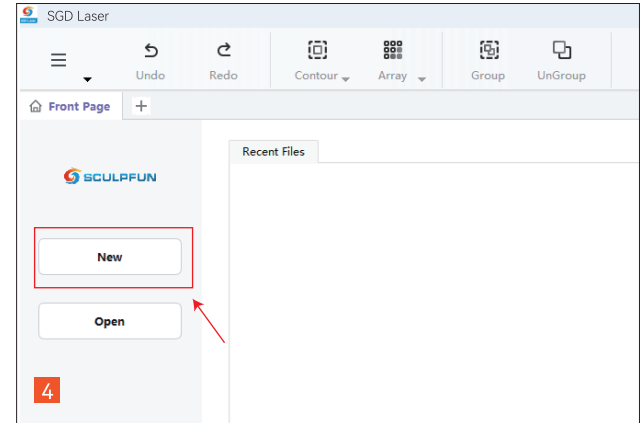 SGD Laser
Undo Redo Contour Array Group UnGroup
Front Page
Recent Files
SCULPFUN
New
Open
4